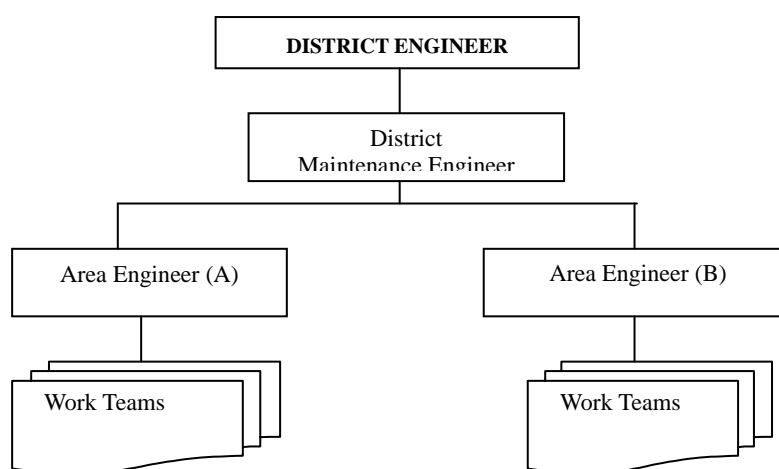 DISTRICT ENGINEER
District
Maintenance Engineer
Area Engineer (A)
Area Engineer (B)
Work Teams
Work Teams